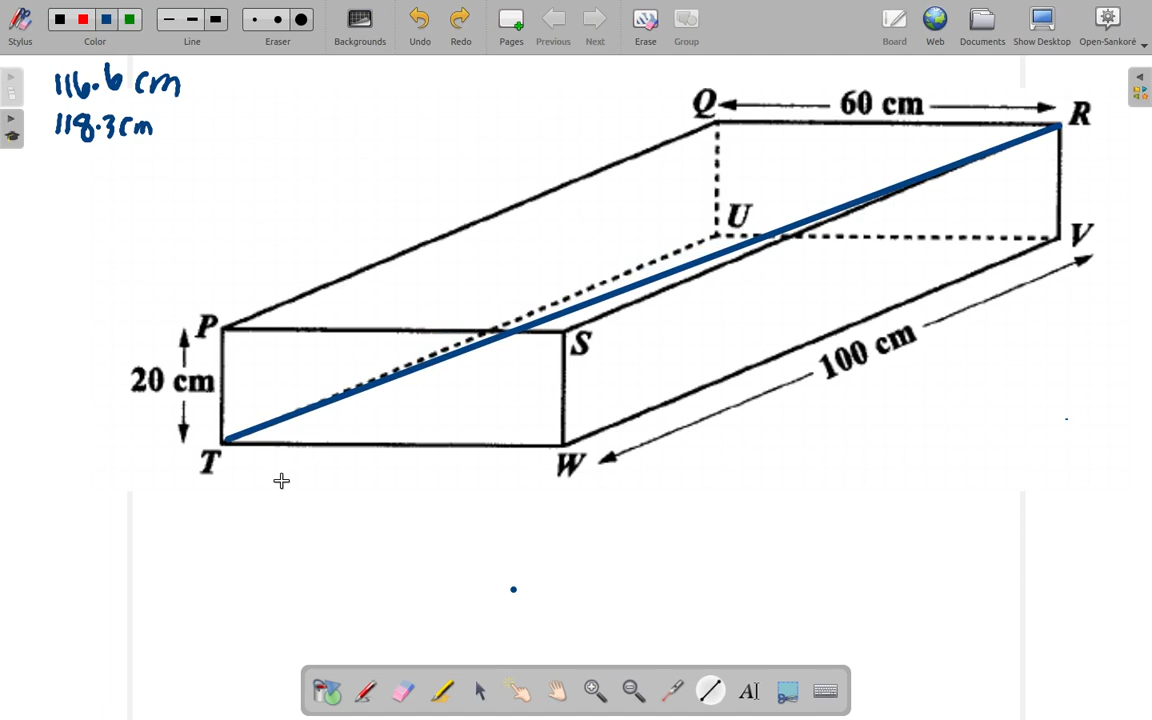 Stylus Color Line Eraser Backgrounds Undo Redo Pages Previous Next Erase Group Board Web Documents Show Desktop Open-Sankoré
116.6 cm
118.3 cm
Q 60 cm R
U
V
P
S
20 cm
100 cm
T
W
AI